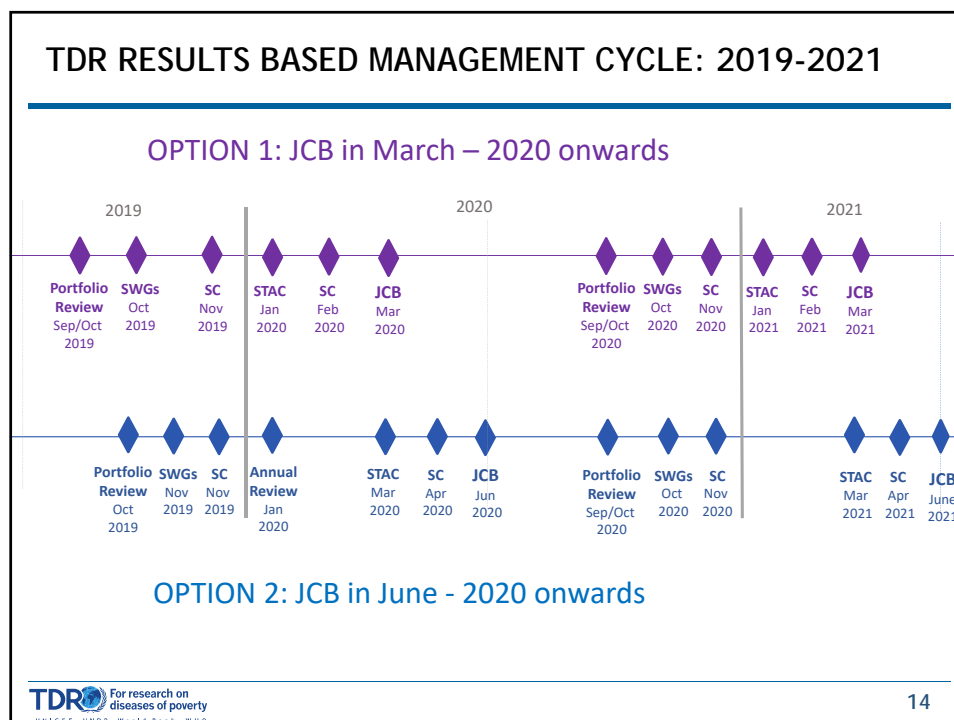 TDR RESULTS BASED MANAGEMENT CYCLE: 2019-2021
OPTION 1: JCB in March – 2020 onwards
2019
2020
2021
Portfolio
Review
Sep/Oct
2019
SWGs
Oct
2019
SC
Nov
2019
STAC
Jan
2020
SC
Feb
2020
JCB
Mar
2020
Portfolio
Review
Sep/Oct
2020
SWGs
Oct
2020
SC
Nov
2020
STAC
Jan
2021
SC
Feb
2021
JCB
Mar
2021
Portfolio
Review
Oct
2019
SWGs
Nov
2019
SC
Nov
2019
Annual
Review
Jan
2020
STAC
Mar
2020
SC
Apr
2020
JCB
Jun
2020
Portfolio
Review
Sep/Oct
2020
SWGs
Oct
2020
SC
Nov
2020
STAC
Mar
2021
SC
Apr
2021
JCB
June
2021
OPTION 2: JCB in June - 2020 onwards
TDR For research on
diseases of poverty
14